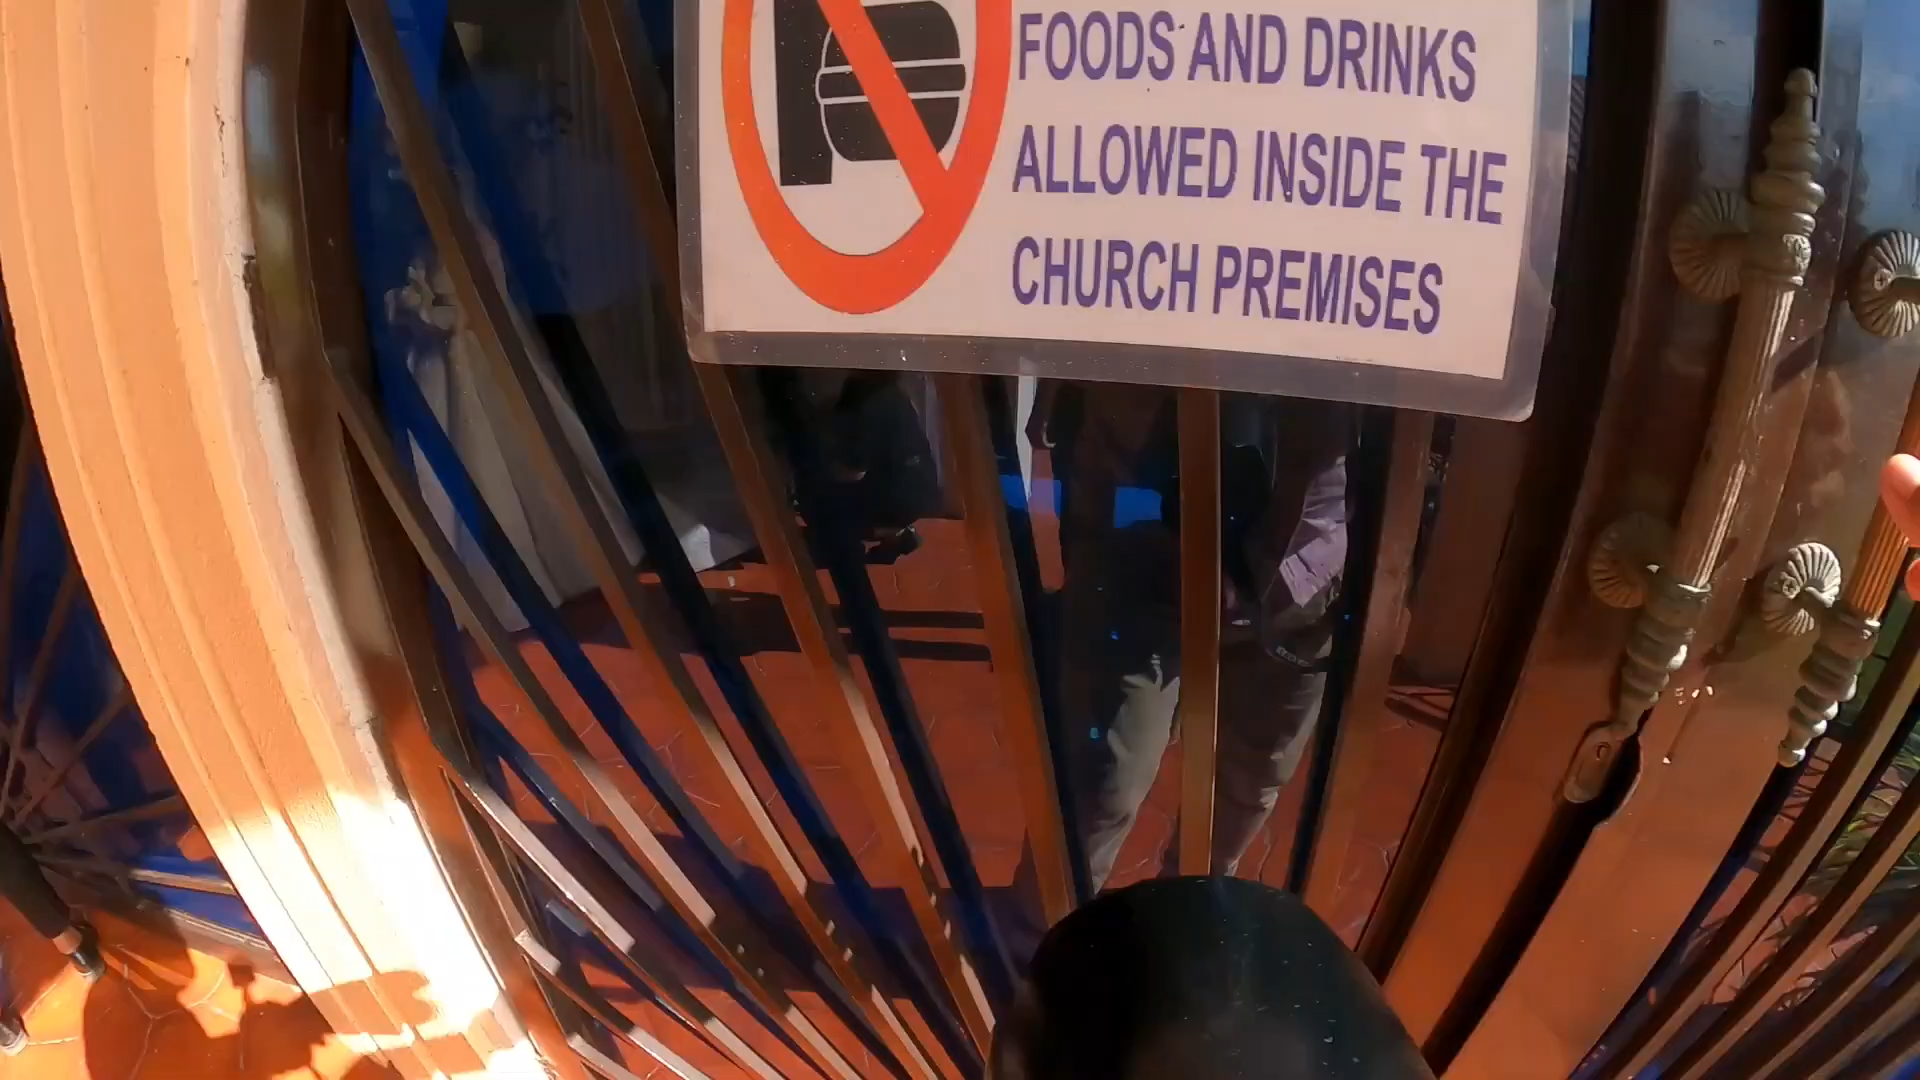 FOODS AND DRINKS
ALLOWED INSIDE THE
CHURCH PREMISES